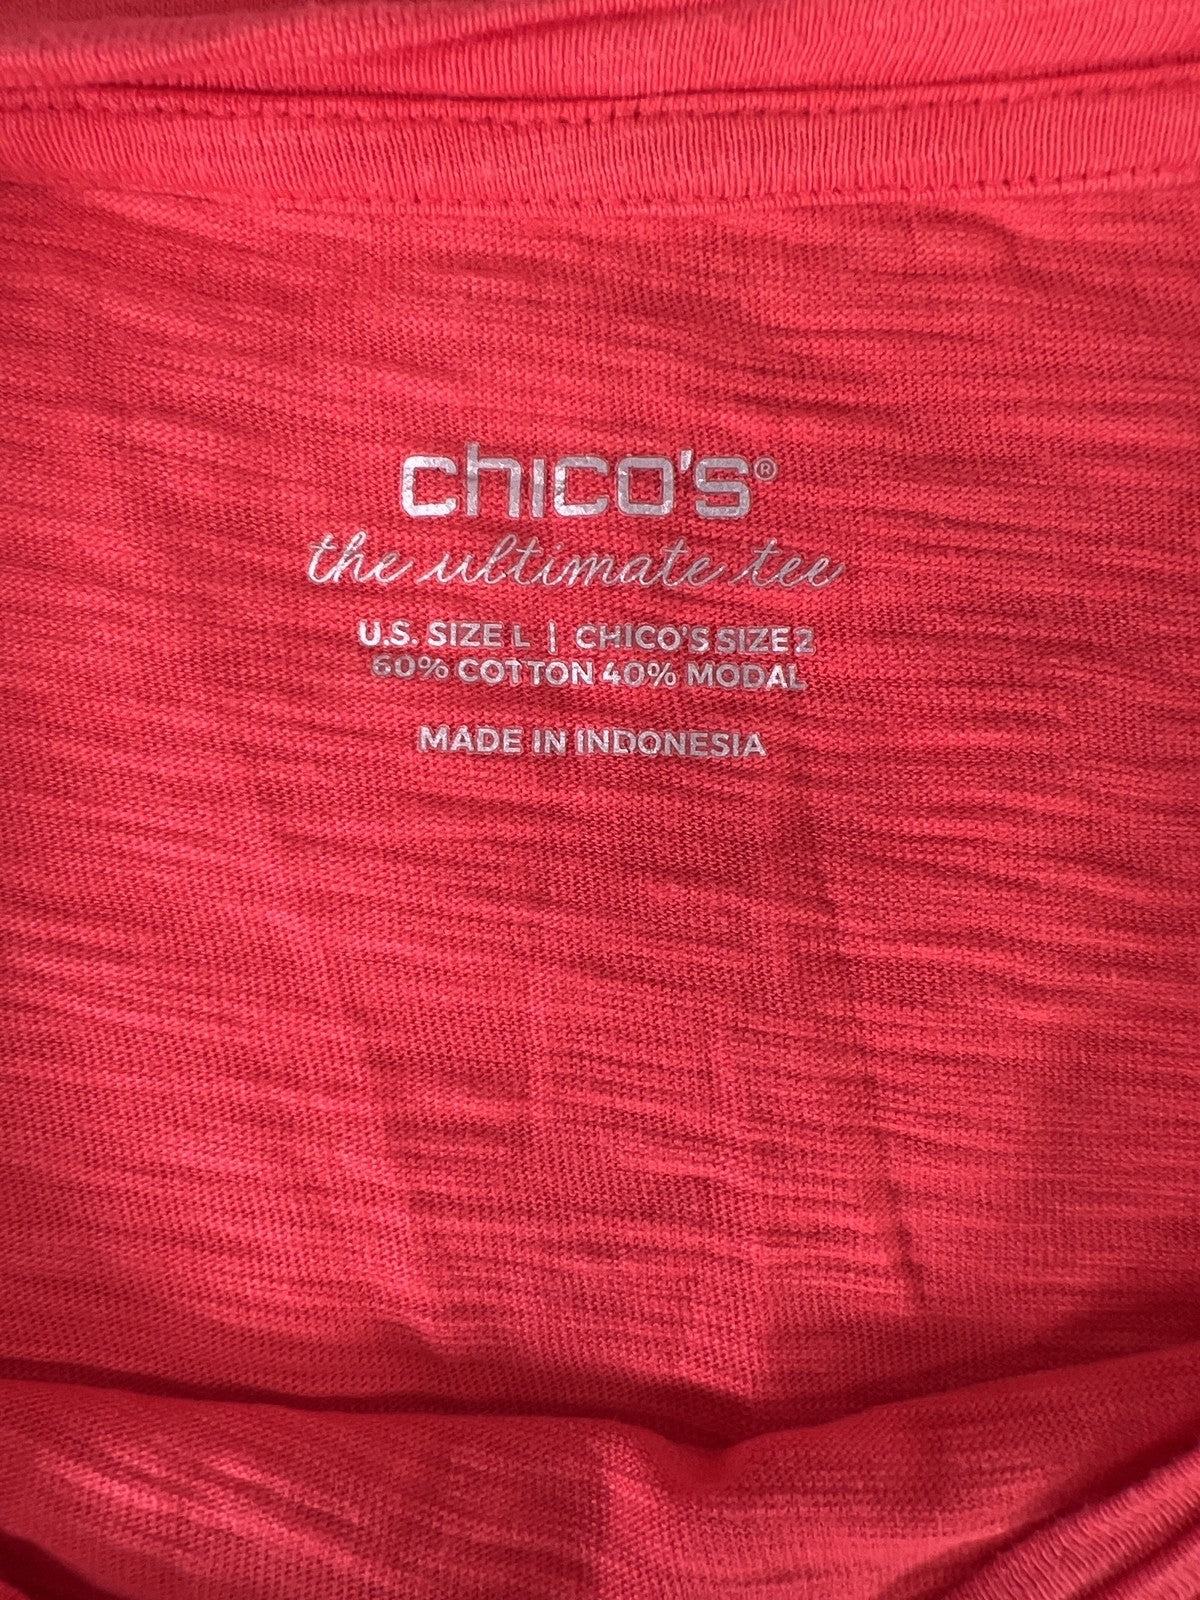 chico's®
the ultimate tee
U.S. SIZE L | CHICO'S SIZE 2
60% COTTON 40% MODAL
MADE IN INDONESIA